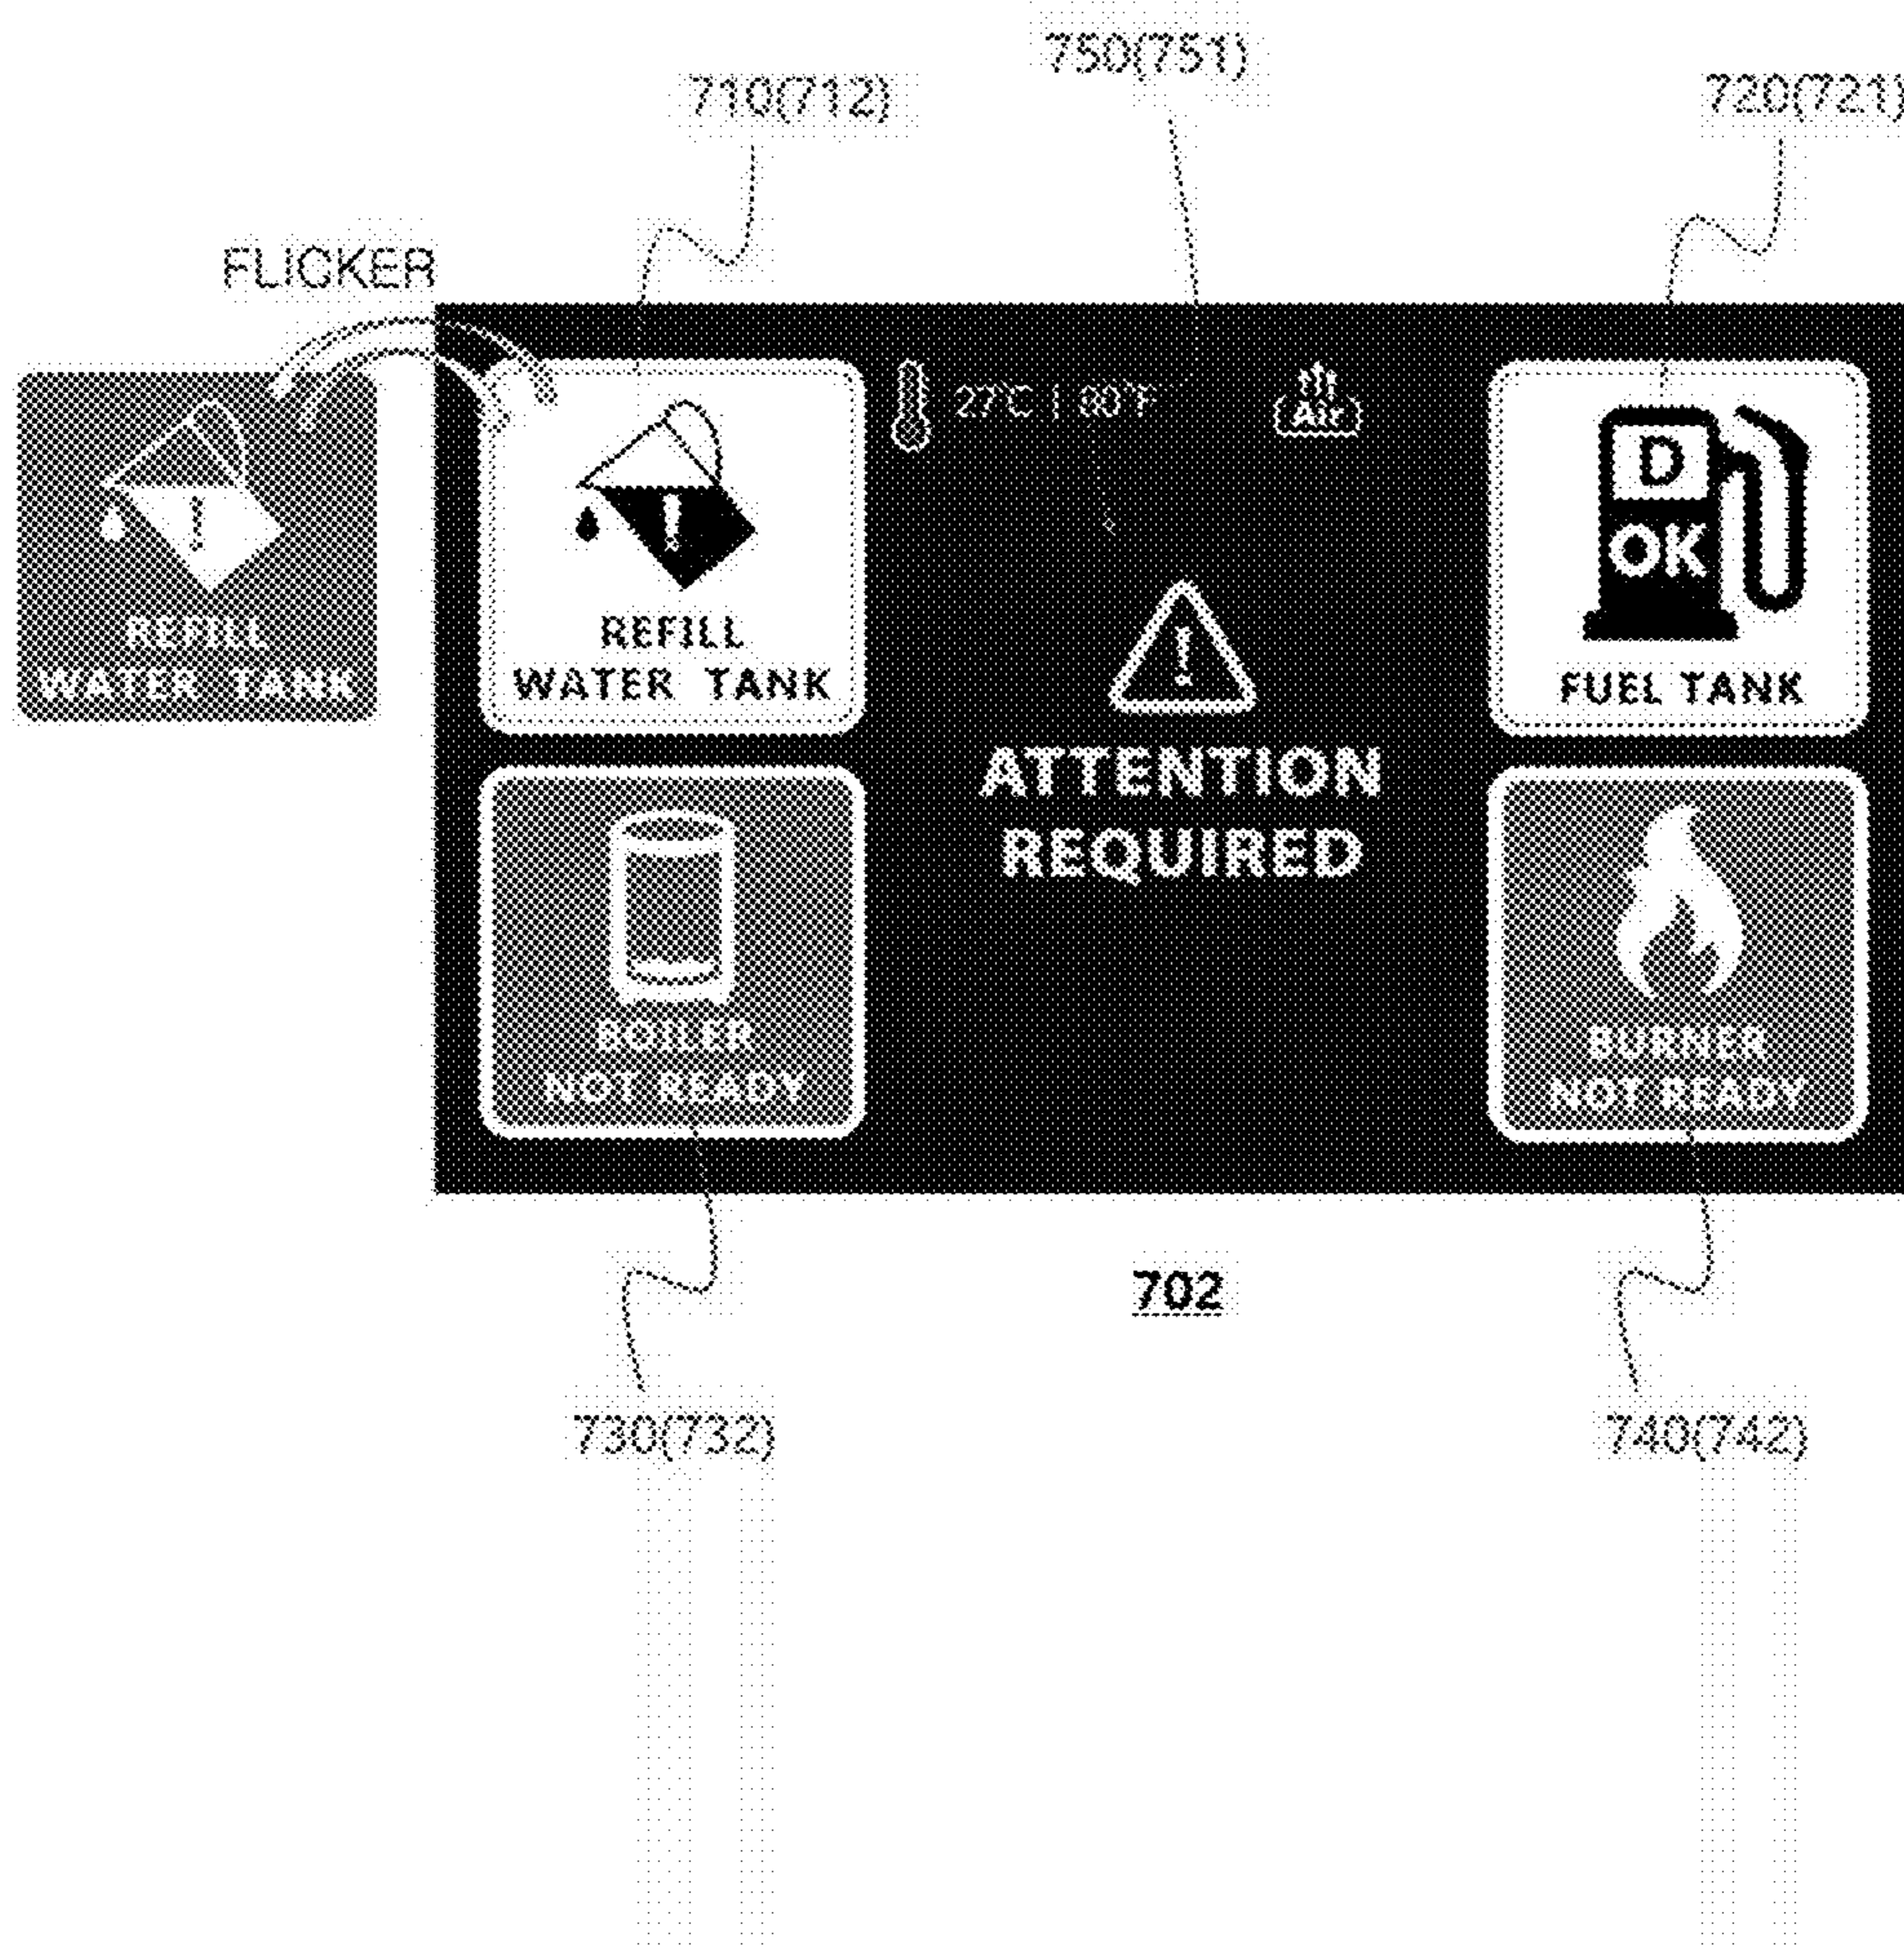 750(751)
710(712)
720(721)
FLICKER
27°C | 80°F
Air
!
REFILL
WATER TANK
!
REFILL
WATER TANK
!
ATTENTION
REQUIRED
D
OK
FUEL TANK
BOILER
NOT READY
BURNER
NOT READY
702
730(732)
740(742)